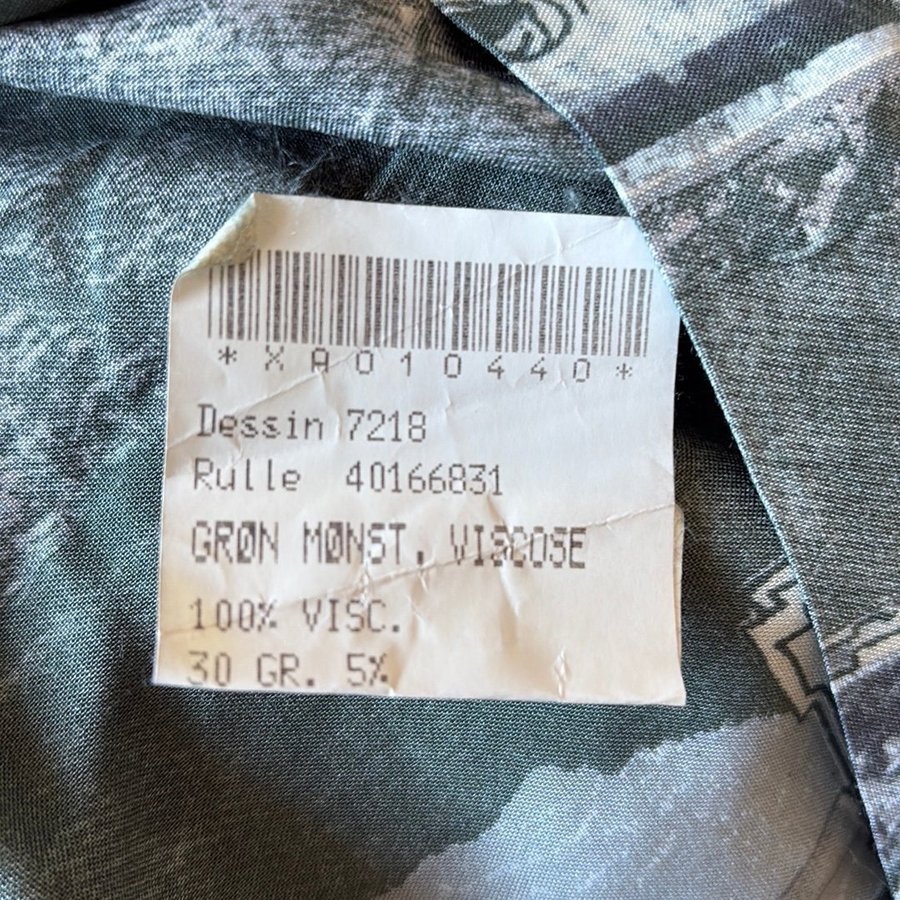 *XA010440*
Dessin 7218
Rulle 40166831
GRØN MØNST. VISCOSE
100% VISC.
30 GR. 5%